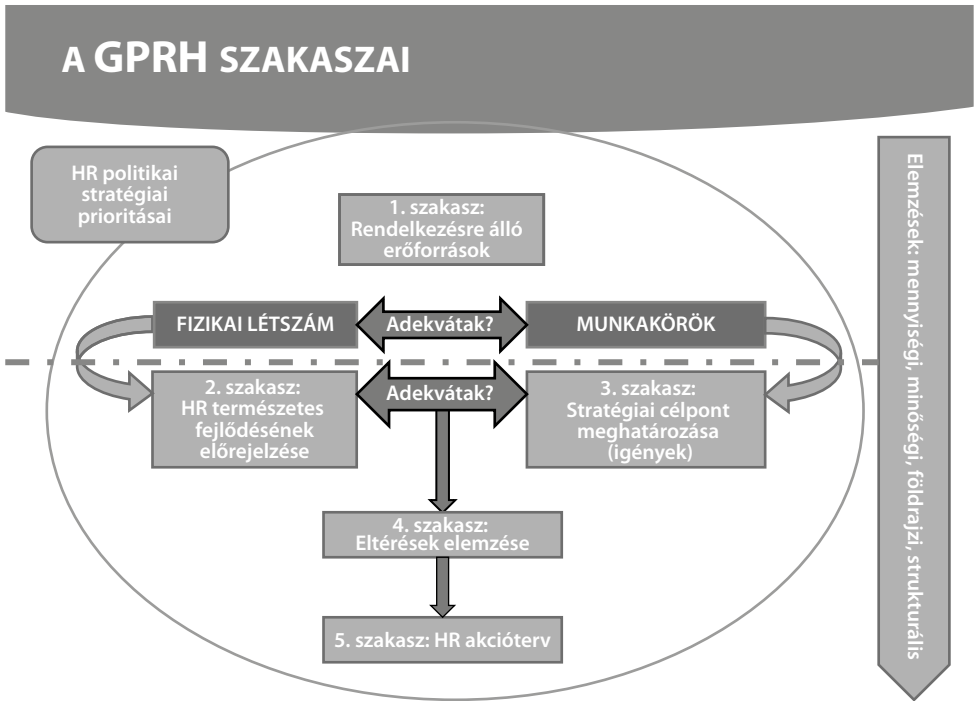 A GPRH SZAKASZAI
HR politikai
stratégiai
prioritásai
1. szakasz:
Rendelkezésre álló
erőforrások
FIZIKAI LÉTSZÁM
Adekvátak?
MUNKAKÖRÖK
2. szakasz:
HR természetes
fejlődésének
előrejelzése
Adekvátak?
3. szakasz:
Stratégiai célpont
meghatározása
(igények)
4. szakasz:
Eltérések elemzése
5. szakasz: HR akcióterv
Elemzések: mennyiségi, minőségi, földrajzi, strukturális